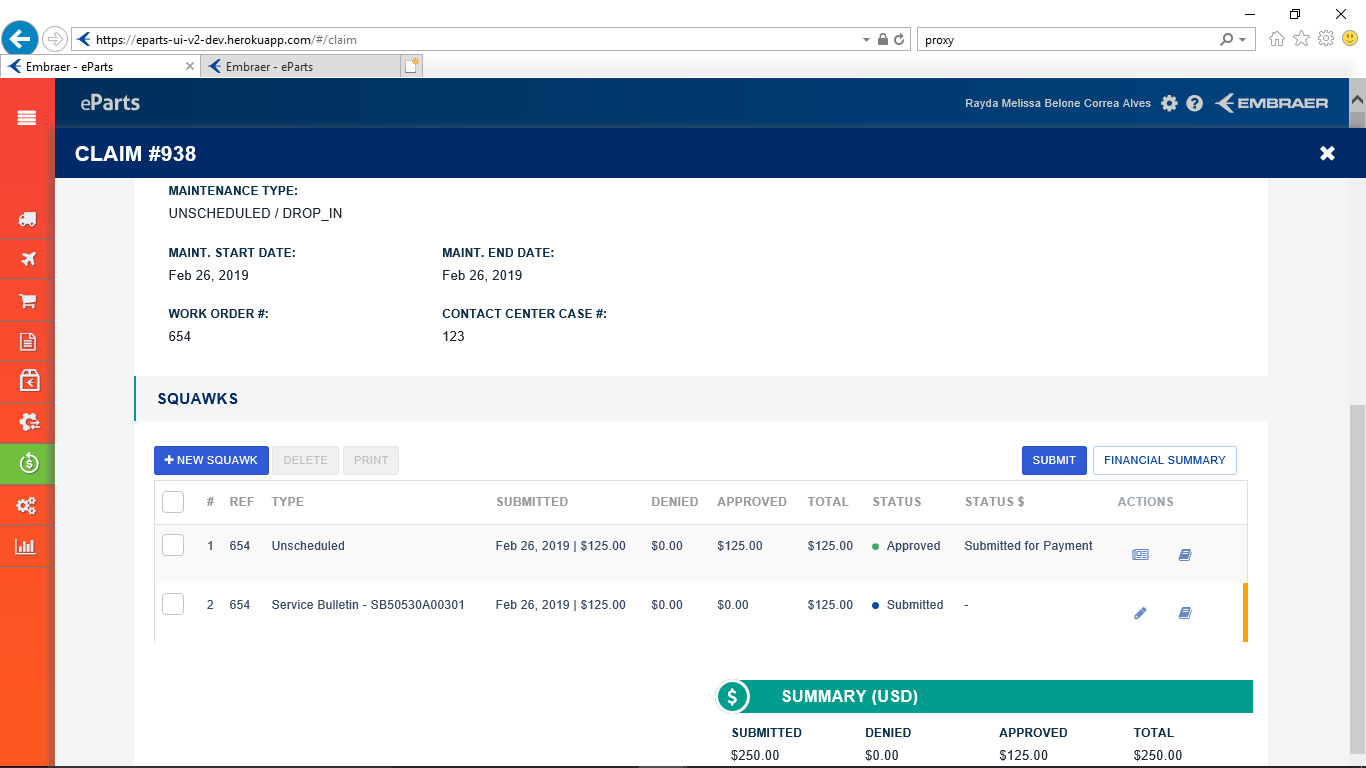 https://eparts-ui-v2-dev.herokuapp.com/#/claim
proxy
Embraer - eParts
Embraer - eParts
eParts
Rayda Melissa Belone Correa Alves
EMBRAER
CLAIM #938
MAINTENANCE TYPE:
UNSCHEDULED / DROP_IN
MAINT. START DATE: MAINT. END DATE:
Feb 26, 2019 Feb 26, 2019
WORK ORDER #: CONTACT CENTER CASE #:
654 123
SQUAWKS
+ NEW SQUAWK DELETE PRINT SUBMIT FINANCIAL SUMMARY
# REF TYPE SUBMITTED DENIED APPROVED TOTAL STATUS STATUS $ ACTIONS
1 654 Unscheduled Feb 26, 2019 | $125.00 $0.00 $125.00 $125.00 Approved Submitted for Payment
2 654 Service Bulletin - SB50530A00301 Feb 26, 2019 | $125.00 $0.00 $0.00 $125.00 Submitted -
$ SUMMARY (USD)
SUBMITTED DENIED APPROVED TOTAL
$250.00 $0.00 $125.00 $250.00